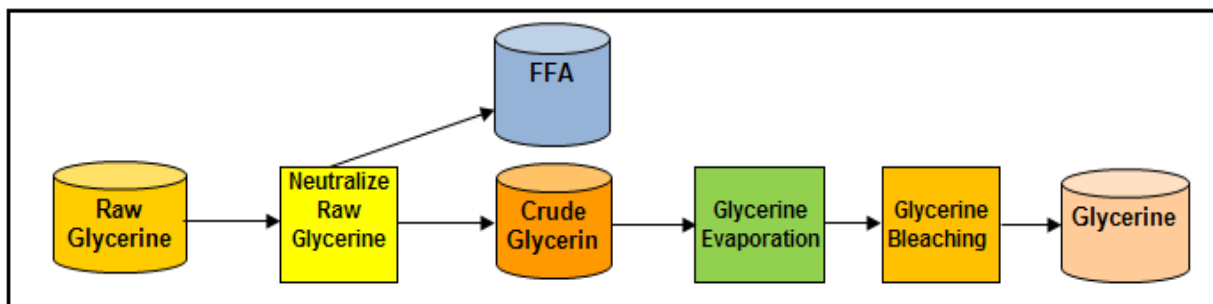 FFA
Raw
Glycerine
Neutralize
Raw
Glycerine
Crude
Glycerin
Glycerine
Evaporation
Glycerine
Bleaching
Glycerine